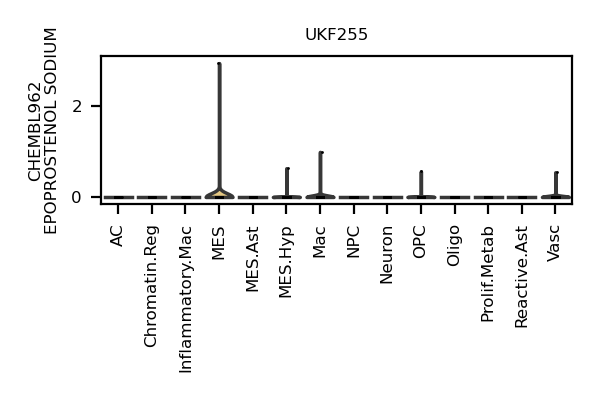 UKF255
CHEMBL962
EPOPROSTENOL SODIUM
2
0
AC
Chromatin.Reg
Inflammatory.Mac
MES
MES.Ast
MES.Hyp
Mac
NPC
Neuron
OPC
Oligo
Prolif.Metab
Reactive.Ast
Vasc